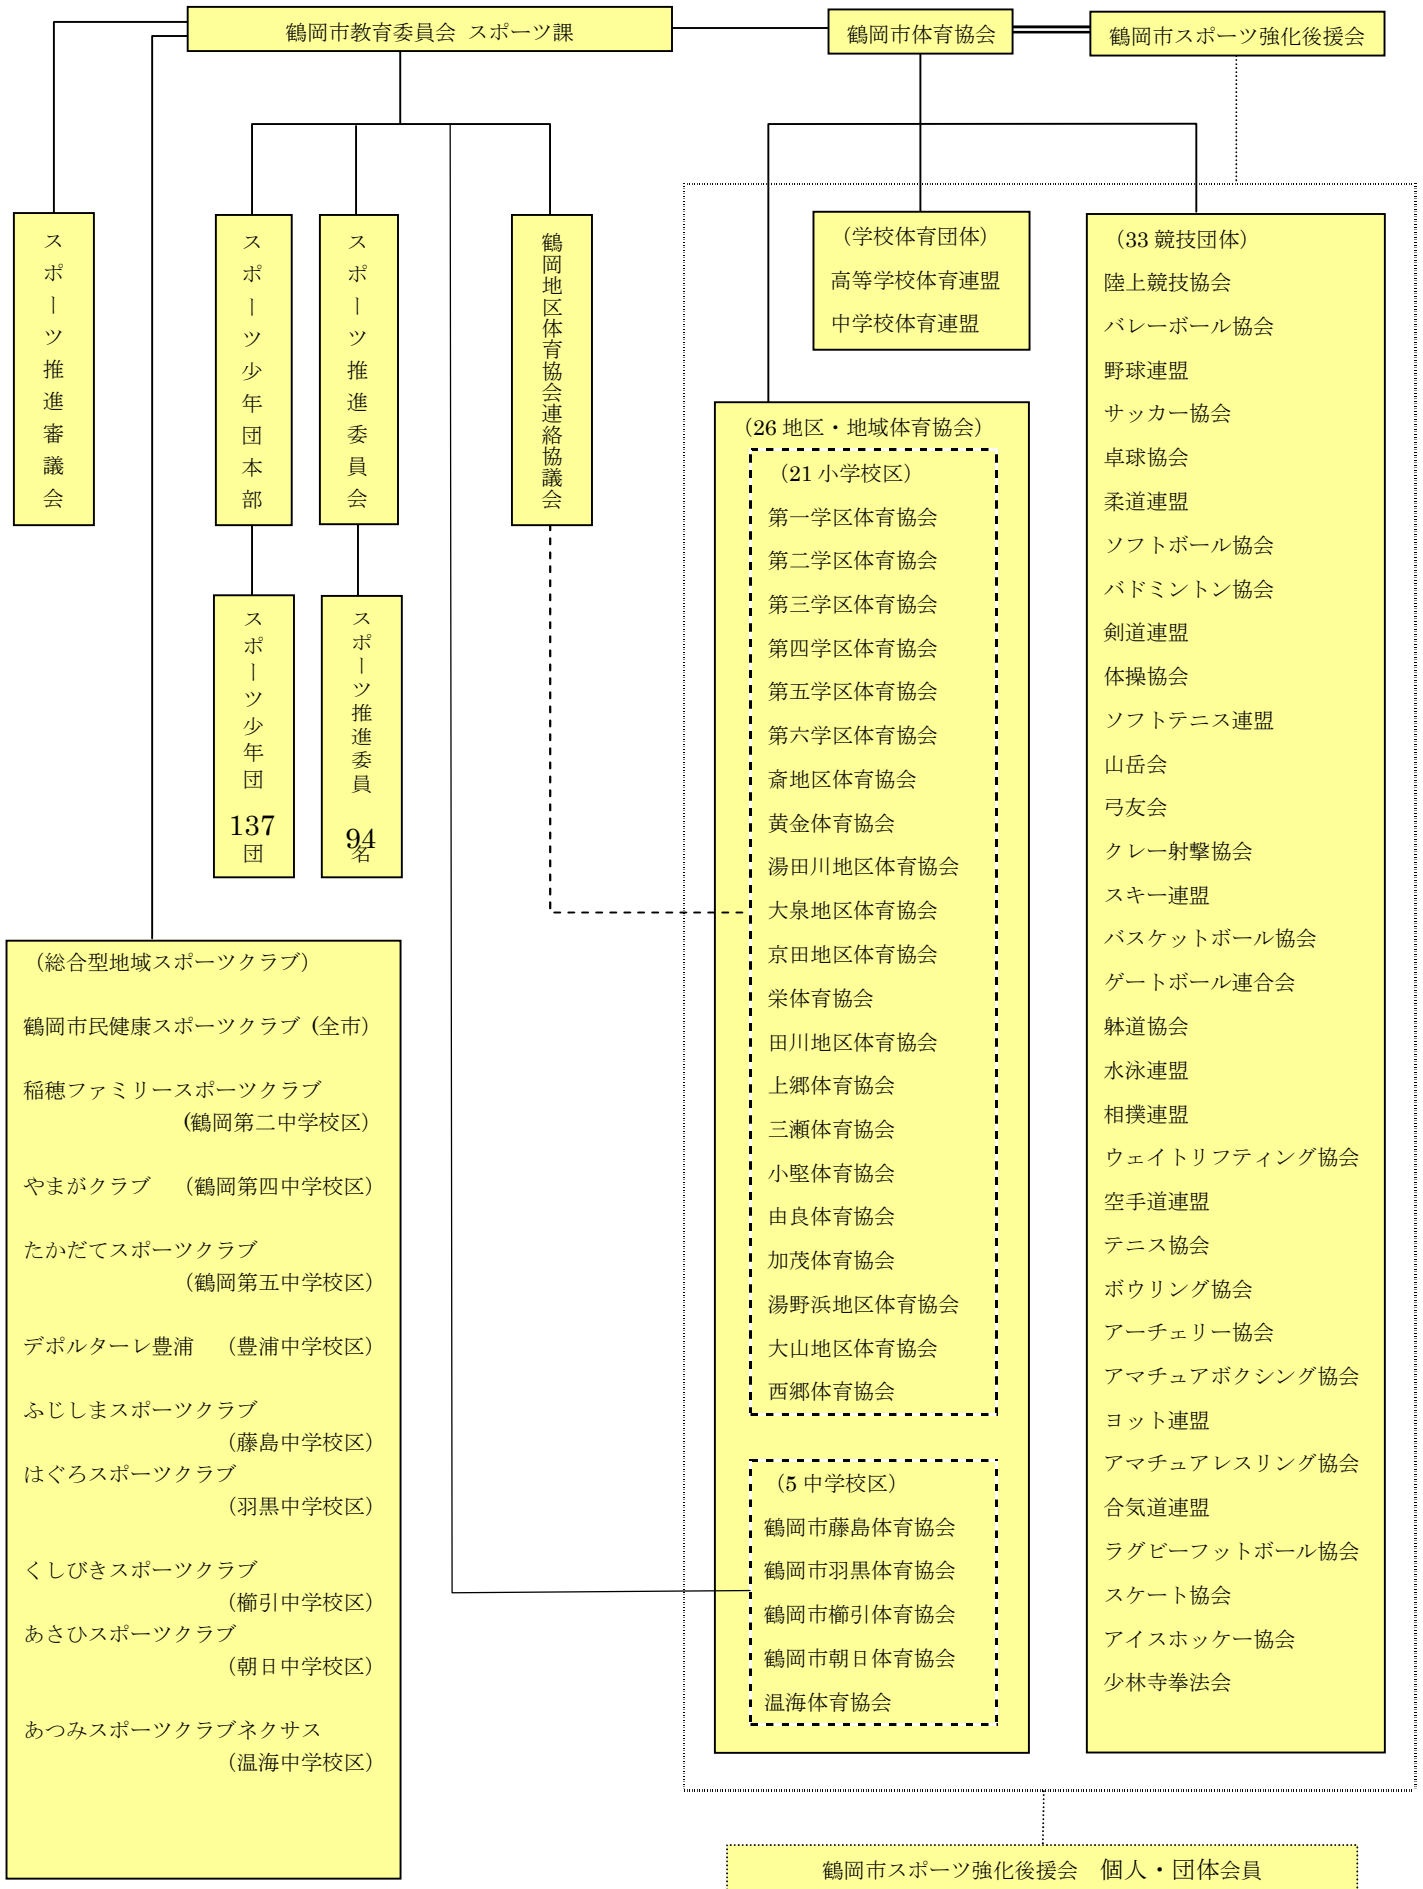 鶴岡市教育委員会 スポーツ課
鶴岡市体育協会
鶴岡市スポーツ強化後援会
スポーツ推進審議会
スポーツ少年団本部
スポーツ推進委員会
鶴岡地区体育協会連絡協議会
スポーツ少年団 137 団
スポーツ推進委員 94 名
（総合型地域スポーツクラブ）
鶴岡市民健康スポーツクラブ (全市）
稲穂ファミリースポーツクラブ
(鶴岡第二中学校区）
やまがクラブ （鶴岡第四中学校区）
たかだてスポーツクラブ
（鶴岡第五中学校区）
デポルターレ豊浦 （豊浦中学校区）
ふじしまスポーツクラブ
（藤島中学校区）
はぐろスポーツクラブ
（羽黒中学校区）
くしびきスポーツクラブ
（櫛引中学校区）
あさひスポーツクラブ
（朝日中学校区）
あつみスポーツクラブネクサス
（温海中学校区）
（学校体育団体）
高等学校体育連盟
中学校体育連盟
（26 地区・地域体育協会）
（21 小学校区）
第一学区体育協会
第二学区体育協会
第三学区体育協会
第四学区体育協会
第五学区体育協会
第六学区体育協会
斎地区体育協会
黄金体育協会
湯田川地区体育協会
大泉地区体育協会
京田地区体育協会
栄体育協会
田川地区体育協会
上郷体育協会
三瀬体育協会
小堅体育協会
由良体育協会
加茂体育協会
湯野浜地区体育協会
大山地区体育協会
西郷体育協会
（5 中学校区）
鶴岡市藤島体育協会
鶴岡市羽黒体育協会
鶴岡市櫛引体育協会
鶴岡市朝日体育協会
温海体育協会
（33 競技団体）
陸上競技協会
バレーボール協会
野球連盟
サッカー協会
卓球協会
柔道連盟
ソフトボール協会
バドミントン協会
剣道連盟
体操協会
ソフトテニス連盟
山岳会
弓友会
クレー射撃協会
スキー連盟
バスケットボール協会
ゲートボール連合会
躰道協会
水泳連盟
相撲連盟
ウェイトリフティング協会
空手道連盟
テニス協会
ボウリング協会
アーチェリー協会
アマチュアボクシング協会
ヨット連盟
アマチュアレスリング協会
合気道連盟
ラグビーフットボール協会
スケート協会
アイスホッケー協会
少林寺拳法会
鶴岡市スポーツ強化後援会 個人・団体会員